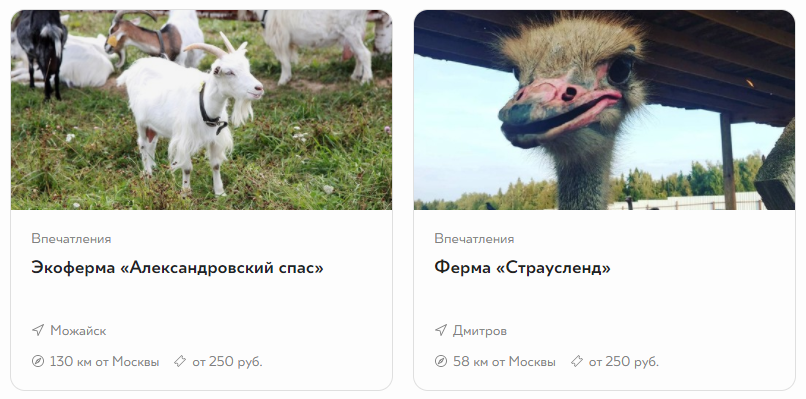 Впечатления
Экоферма «Александровский спас»
Можайск
130 км от Москвы от 250 руб.
Впечатления
Ферма «Страусленд»
Дмитров
58 км от Москвы от 250 руб.